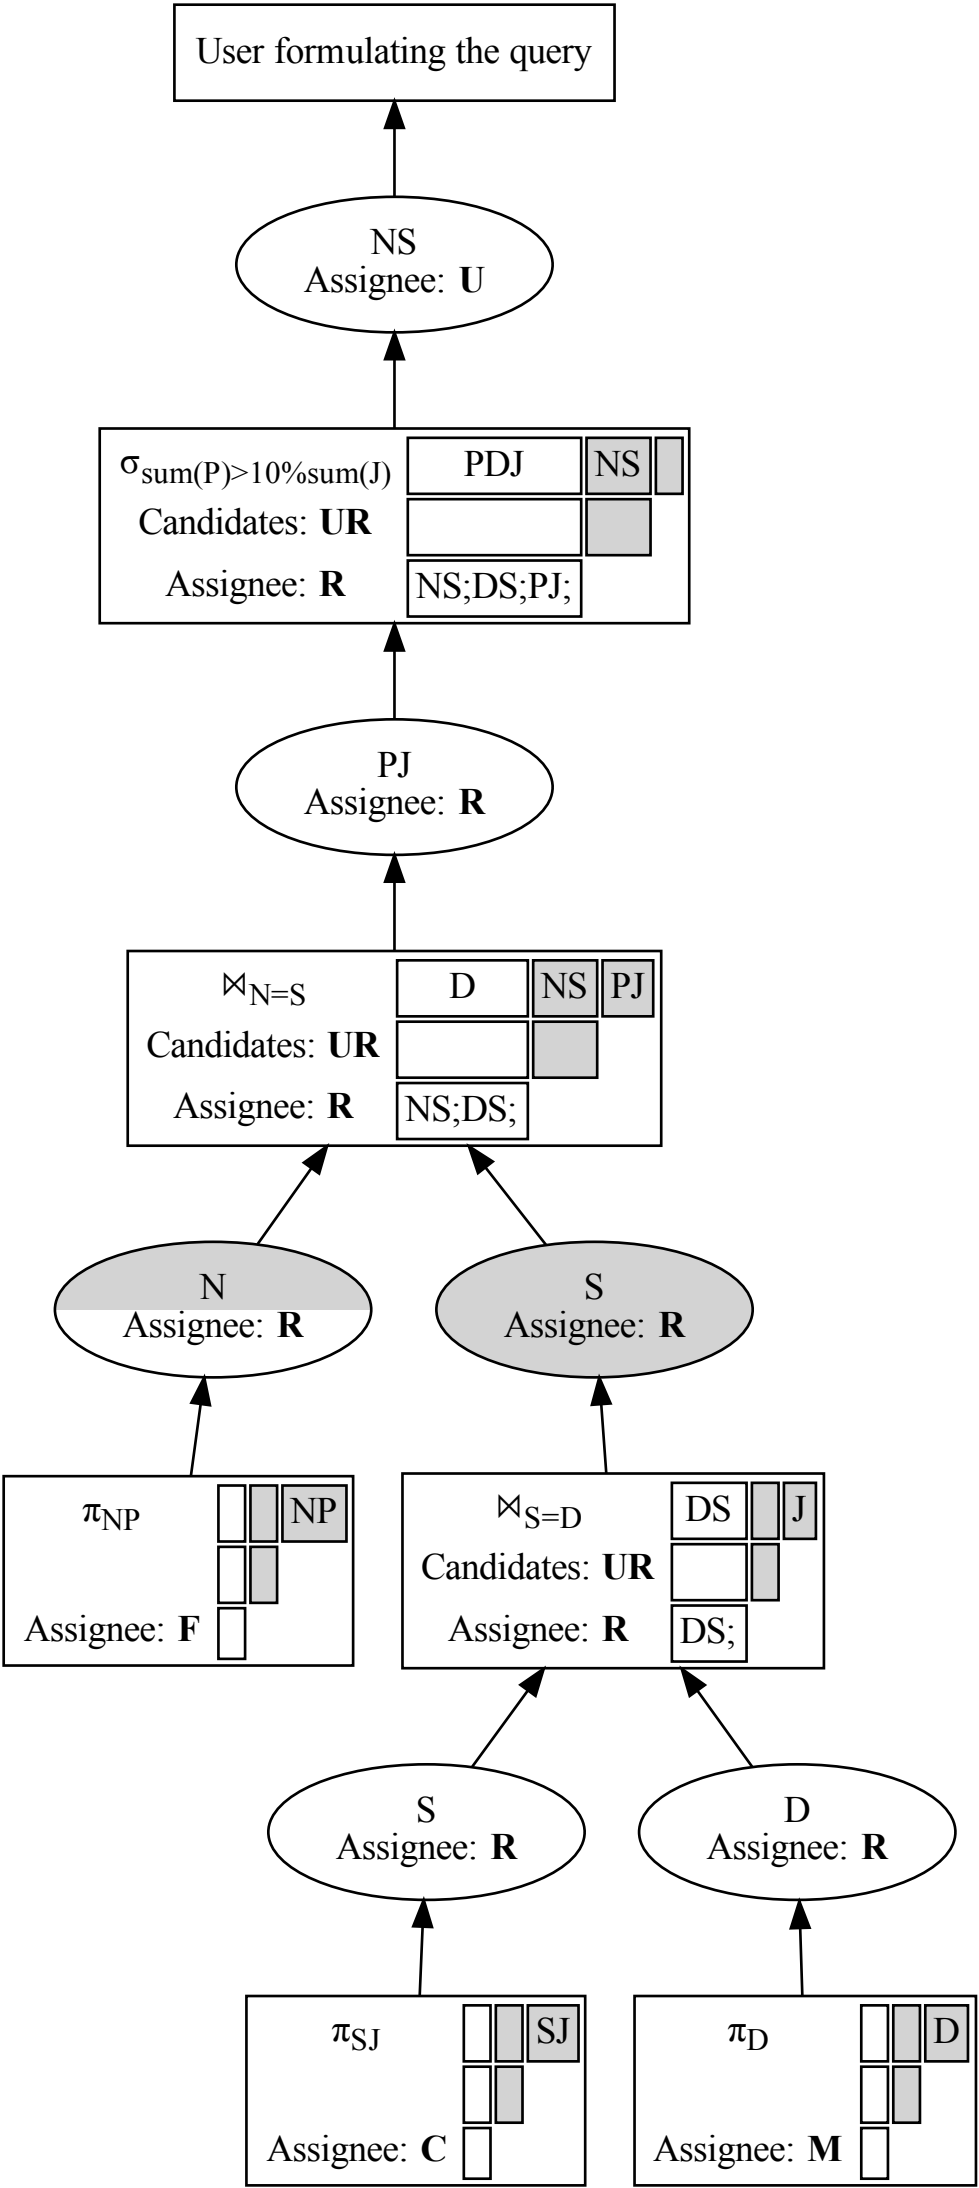 User formulating the query
NS
Assignee: U
σsum(P)>10%sum(J) PDJ NS
Candidates: UR
Assignee: R NS;DS;PJ;
PJ
Assignee: R
⋈N=S D NS PJ
Candidates: UR
Assignee: R NS;DS;
N
Assignee: R
S
Assignee: R
πNP NP
Assignee: F
⋈S=D DS J
Candidates: UR
Assignee: R DS;
S
Assignee: R
D
Assignee: R
πSJ SJ
Assignee: C
πD D
Assignee: M